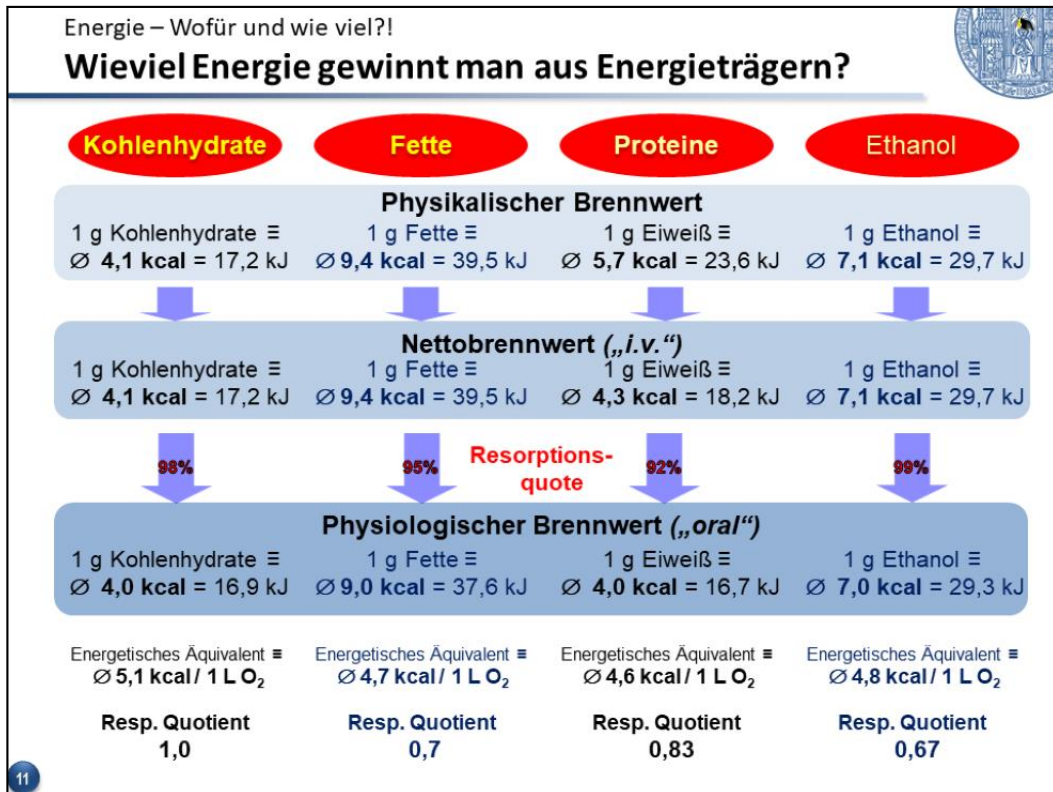 Energie – Wofür und wie viel?!
Wieviel Energie gewinnt man aus Energieträgern?
Kohlenhydrate Fette Proteine Ethanol
Physikalischer Brennwert
1 g Kohlenhydrate ≡ 1 g Fette ≡ 1 g Eiweiß ≡ 1 g Ethanol ≡
∅ 4,1 kcal = 17,2 kJ ∅ 9,4 kcal = 39,5 kJ ∅ 5,7 kcal = 23,6 kJ ∅ 7,1 kcal = 29,7 kJ
Nettobrennwert („i.v.“)
1 g Kohlenhydrate ≡ 1 g Fette ≡ 1 g Eiweiß ≡ 1 g Ethanol ≡
∅ 4,1 kcal = 17,2 kJ ∅ 9,4 kcal = 39,5 kJ ∅ 4,3 kcal = 18,2 kJ ∅ 7,1 kcal = 29,7 kJ
98% 95% Resorptions-
quote 92% 99%
Physiologischer Brennwert („oral“)
1 g Kohlenhydrate ≡ 1 g Fette ≡ 1 g Eiweiß ≡ 1 g Ethanol ≡
∅ 4,0 kcal = 16,9 kJ ∅ 9,0 kcal = 37,6 kJ ∅ 4,0 kcal = 16,7 kJ ∅ 7,0 kcal = 29,3 kJ
Energetisches Äquivalent ≡ Energetisches Äquivalent ≡ Energetisches Äquivalent ≡ Energetisches Äquivalent ≡
∅ 5,1 kcal / 1 L O₂ ∅ 4,7 kcal / 1 L O₂ ∅ 4,6 kcal / 1 L O₂ ∅ 4,8 kcal / 1 L O₂
Resp. Quotient Resp. Quotient Resp. Quotient Resp. Quotient
1,0 0,7 0,83 0,67
11